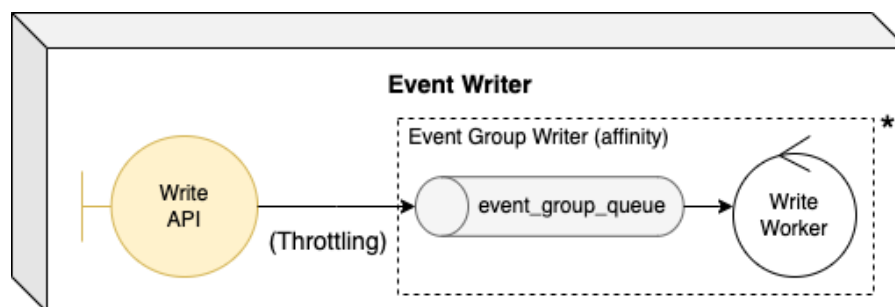 Event Writer
*
Event Group Writer (affinity)
Write
API
(Throttling)
event_group_queue
Write
Worker